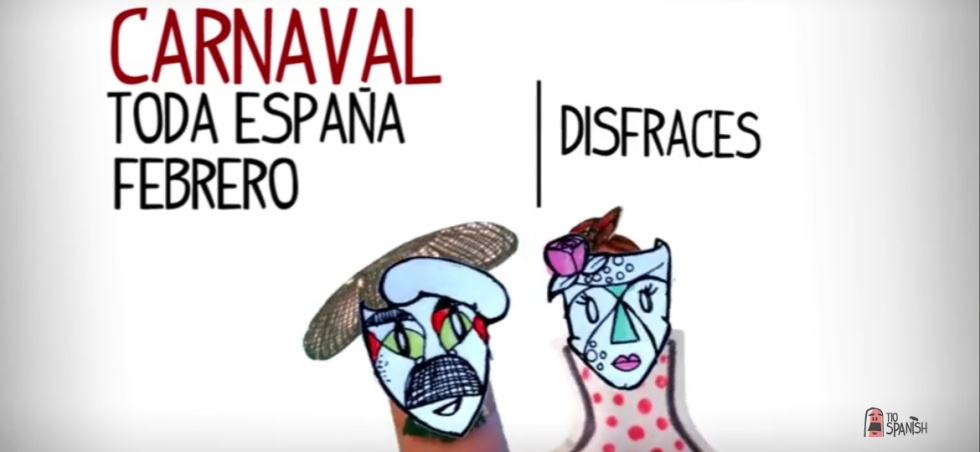 CARNAVAL
TODA ESPAÑA
FEBRERO
DISFRACES
TIO
SPANISH